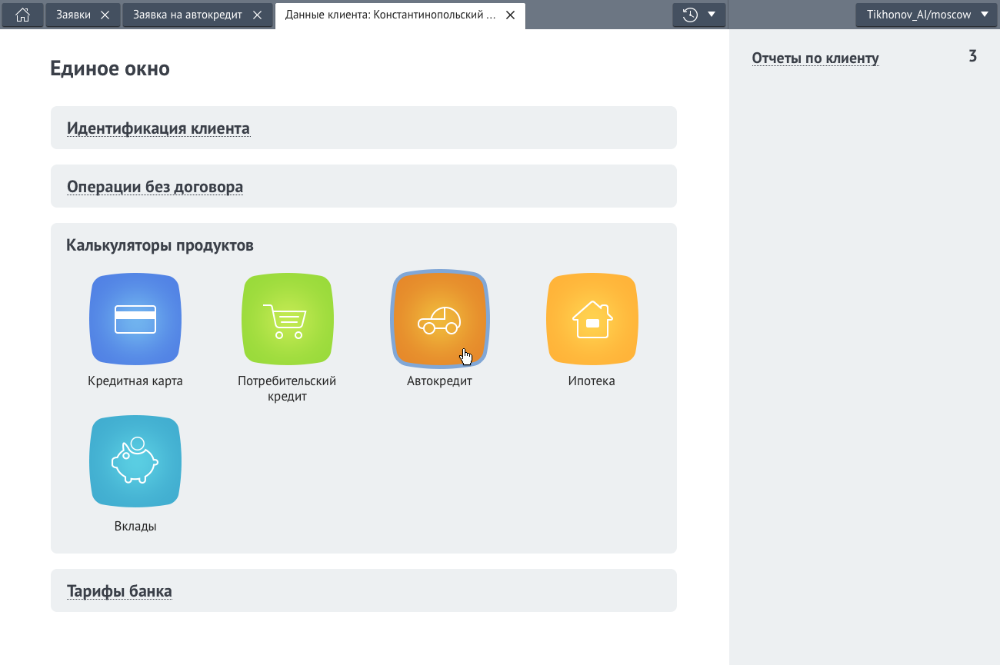 Заявки
Заявка на автокредит
Данные клиента: Константинопольский ...
Tikhonov_AI/moscow
Единое окно
Отчеты по клиенту 3
Идентификация клиента
Операции без договора
Калькуляторы продуктов
Кредитная карта
Потребительский
кредит
Автокредит
Ипотека
Вклады
Тарифы банка